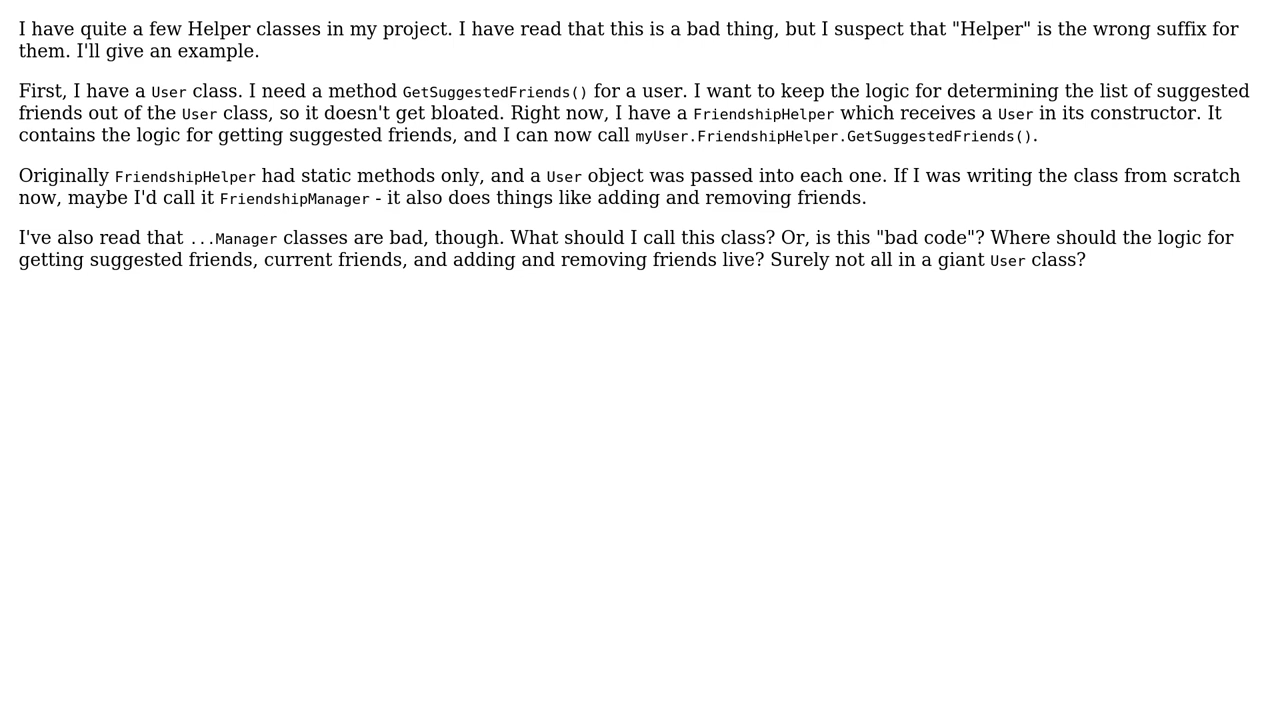 I have quite a few Helper classes in my project. I have read that this is a bad thing, but I suspect that "Helper" is the wrong suffix for
them. I'll give an example.
First, I have a User class. I need a method GetSuggestedFriends() for a user. I want to keep the logic for determining the list of suggested
friends out of the User class, so it doesn't get bloated. Right now, I have a FriendshipHelper which receives a User in its constructor. It
contains the logic for getting suggested friends, and I can now call myUser.FriendshipHelper.GetSuggestedFriends().
Originally FriendshipHelper had static methods only, and a User object was passed into each one. If I was writing the class from scratch
now, maybe I'd call it FriendshipManager - it also does things like adding and removing friends.
I've also read that ...Manager classes are bad, though. What should I call this class? Or, is this "bad code"? Where should the logic for
getting suggested friends, current friends, and adding and removing friends live? Surely not all in a giant User class?